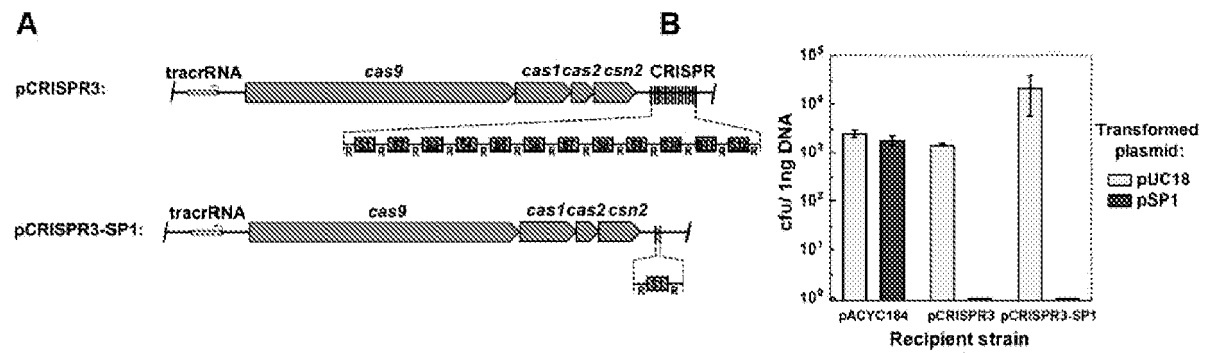 A
pCRISPR3:
tracrRNA
cas9
cas1 cas2 csn2
CRISPR
R R R R R R R R R R R R R
pCRISPR3-SP1:
tracrRNA
cas9
cas1 cas2 csn2
R R
B
cfu/ 1ng DNA
10⁵
10⁴
10³
10²
10¹
10⁰
pACYC184
pCRISPR3
pCRISPR3-SP1
Recipient strain
Transformed
plasmid:
pUC18
pSP1